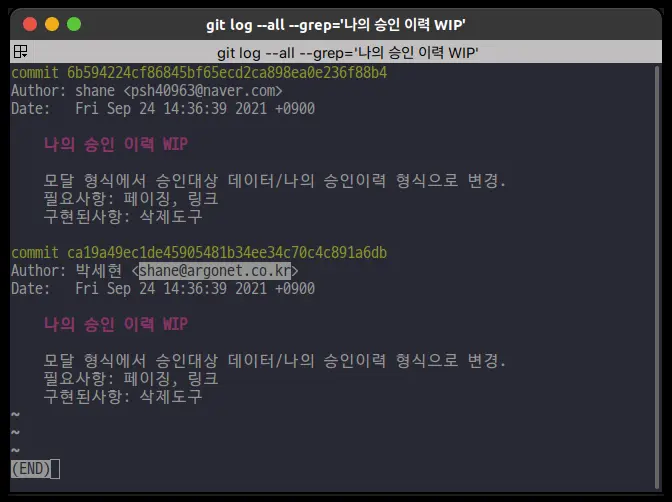 git log --all --grep='나의 승인 이력 WIP'
git log --all --grep='나의 승인 이력 WIP'
commit 6b594224cf86845bf65ecd2ca898ea0e236f88b4
Author: shane <psh40963@naver.com>
Date:   Fri Sep 24 14:36:39 2021 +0900
나의 승인 이력 WIP
모달 형식에서 승인대상 데이터/나의 승인이력 형식으로 변경.
필요사항: 페이징, 링크
구현된사항: 삭제도구
commit ca19a49ec1de45905481b34ee34c70c4c891a6db
Author: 박세현 <shane@argonet.co.kr>
Date:   Fri Sep 24 14:36:39 2021 +0900
나의 승인 이력 WIP
모달 형식에서 승인대상 데이터/나의 승인이력 형식으로 변경.
필요사항: 페이징, 링크
구현된사항: 삭제도구
~
~
~
(END)